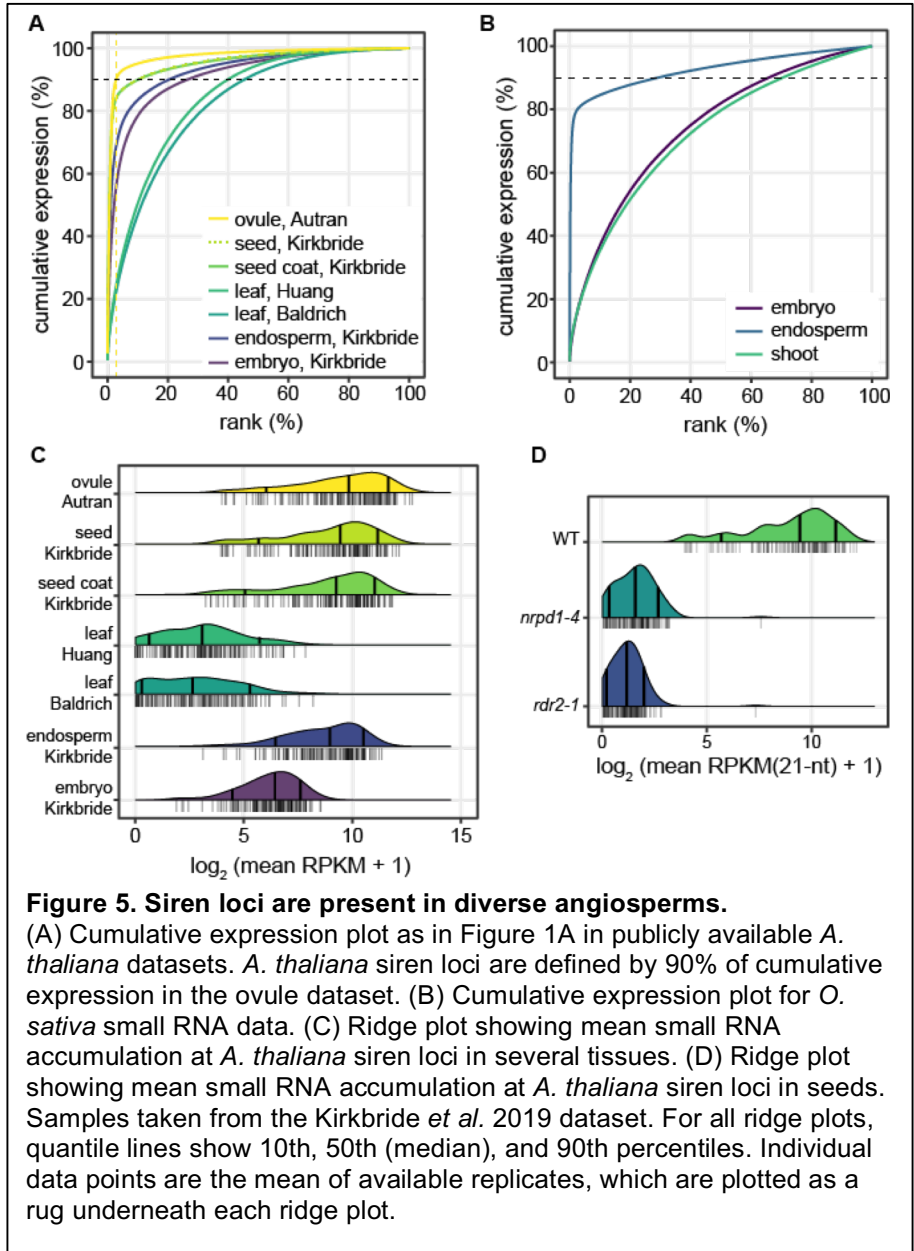 A
cumulative expression (%)
100
80
60
40
20
0
0 20 40 60 80 100
rank (%)
ovule, Autran
seed, Kirkbride
seed coat, Kirkbride
leaf, Huang
leaf, Baldrich
endosperm, Kirkbride
embryo, Kirkbride
B
cumulative expression (%)
100
80
60
40
20
0
0 20 40 60 80 100
rank (%)
embryo
endosperm
shoot
C
ovule
Autran
seed
Kirkbride
seed coat
Kirkbride
leaf
Huang
leaf
Baldrich
endosperm
Kirkbride
embryo
Kirkbride
0 5 10 15
log₂ (mean RPKM + 1)
D
WT
nrpd1-4
rdr2-1
0 5 10
log₂ (mean RPKM(21-nt) + 1)
Figure 5. Siren loci are present in diverse angiosperms.
(A) Cumulative expression plot as in Figure 1A in publicly available A.
thaliana datasets. A. thaliana siren loci are defined by 90% of cumulative
expression in the ovule dataset. (B) Cumulative expression plot for O.
sativa small RNA data. (C) Ridge plot showing mean small RNA
accumulation at A. thaliana siren loci in several tissues. (D) Ridge plot
showing mean small RNA accumulation at A. thaliana siren loci in seeds.
Samples taken from the Kirkbride et al. 2019 dataset. For all ridge plots,
quantile lines show 10th, 50th (median), and 90th percentiles. Individual
data points are the mean of available replicates, which are plotted as a
rug underneath each ridge plot.